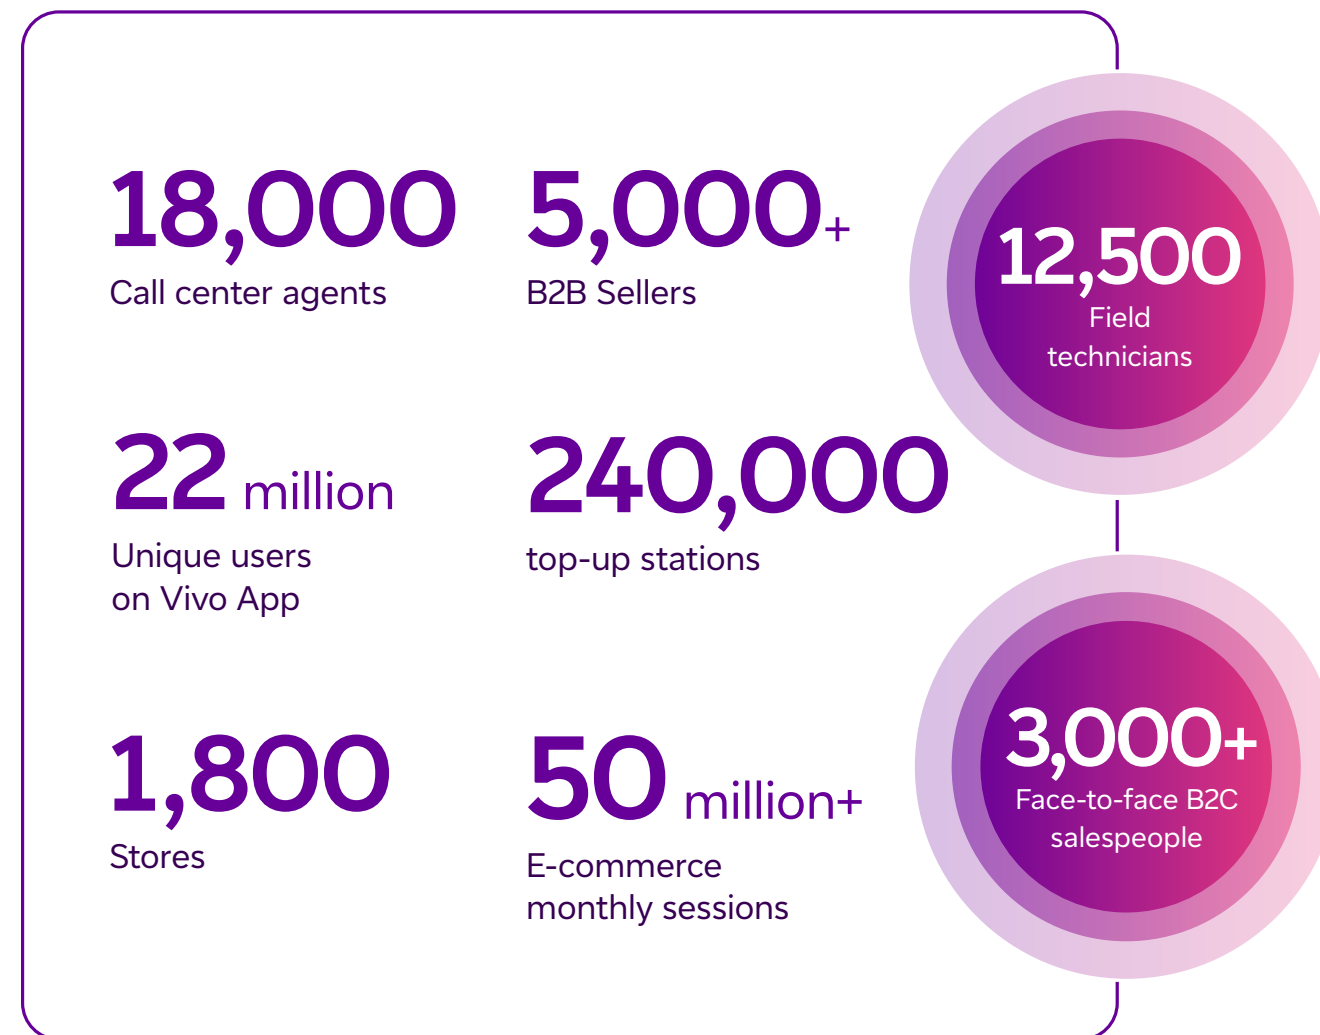 18,000
Call center agents
5,000+
B2B Sellers
12,500
Field
technicians
22 million
Unique users
on Vivo App
240,000
top-up stations
1,800
Stores
50 million+
E-commerce
monthly sessions
3,000+
Face-to-face B2C
salespeople